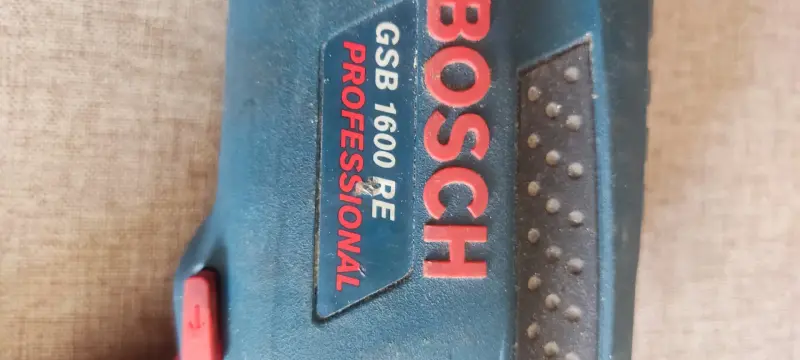 BOSCH
GSB 1600 RE
PROFESSIONAL